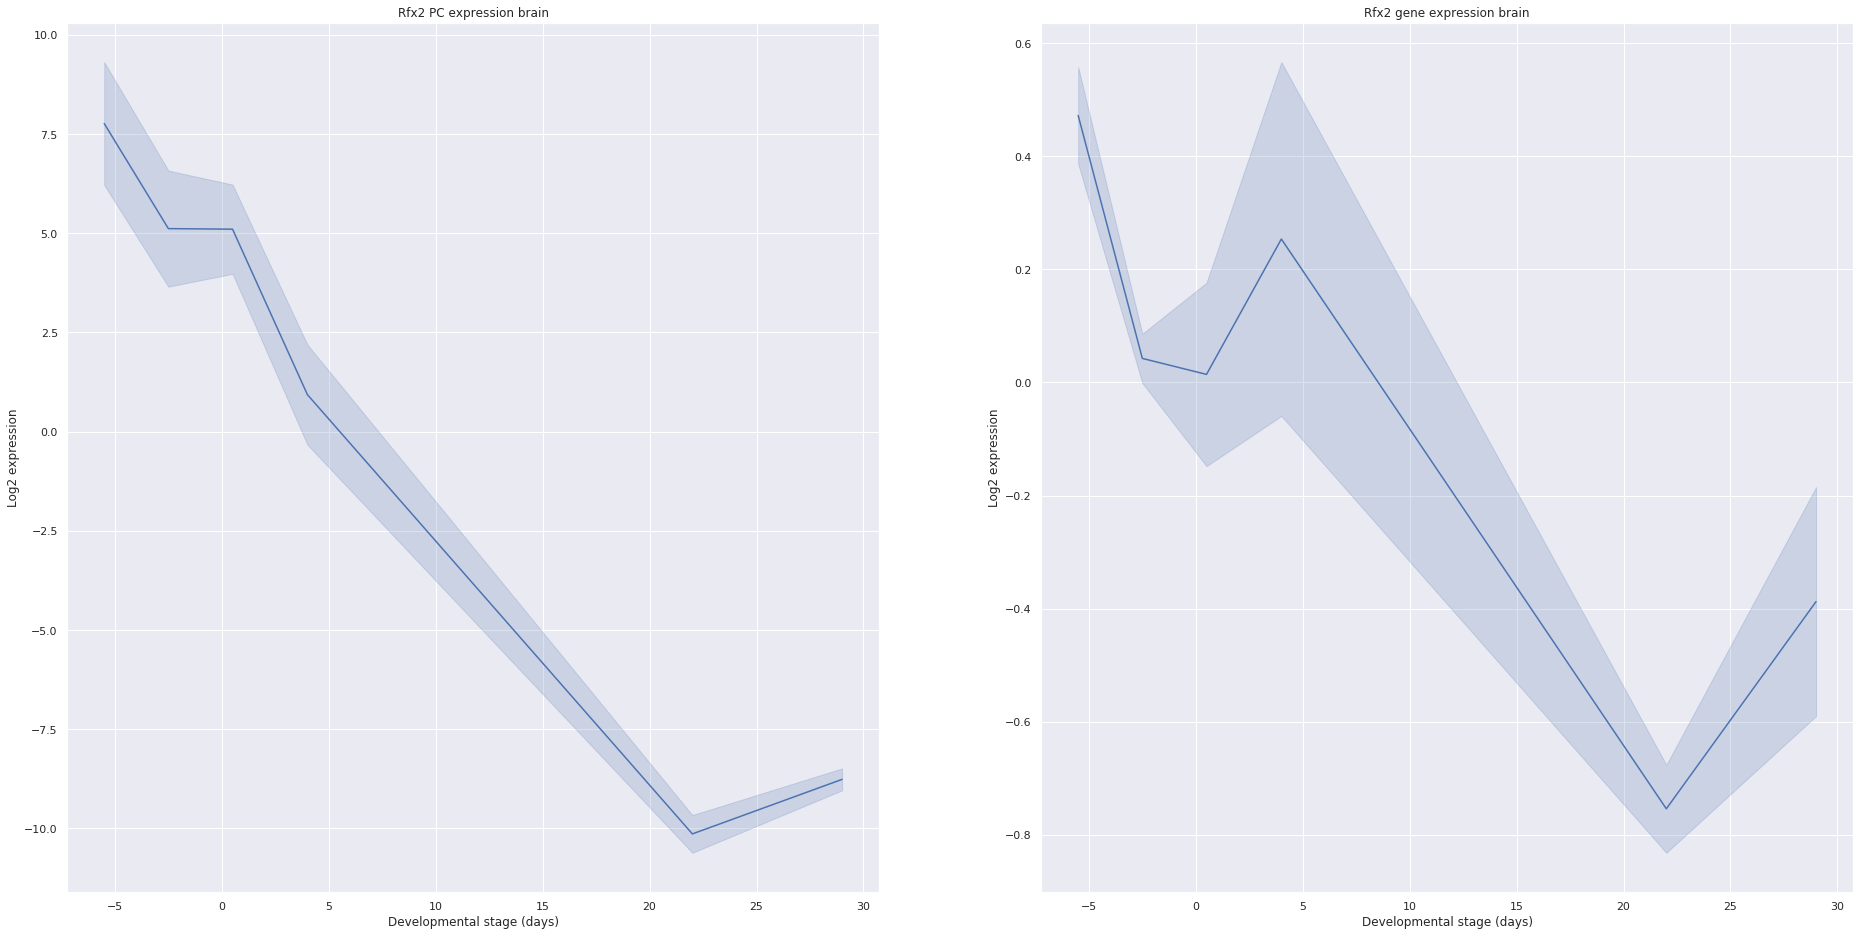 Rfx2 PC expression brain
10.0
7.5
5.0
2.5
0.0
−2.5
−5.0
−7.5
−10.0
Log2 expression
−5 0 5 10 15 20 25 30
Developmental stage (days)
Rfx2 gene expression brain
0.6
0.4
0.2
0.0
−0.2
−0.4
−0.6
−0.8
Log2 expression
−5 0 5 10 15 20 25 30
Developmental stage (days)